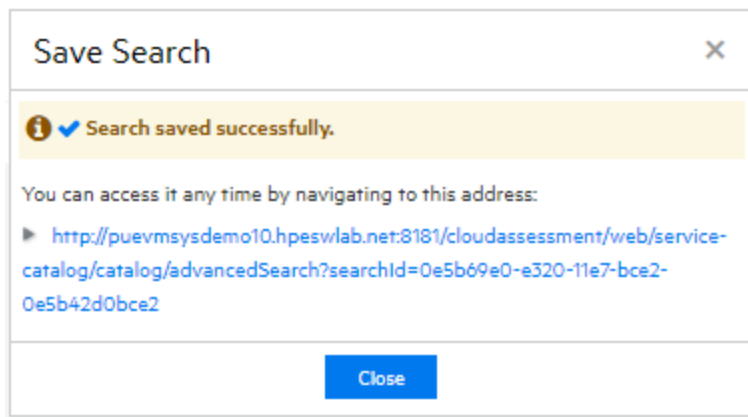 Save Search
Search saved successfully.
You can access it any time by navigating to this address:
http://puevmsysdemo10.hpeswlab.net:8181/cloudassessment/web/service-
catalog/catalog/advancedSearch?searchId=0e5b69e0-e320-11e7-bce2-
0e5b42d0bce2
Close